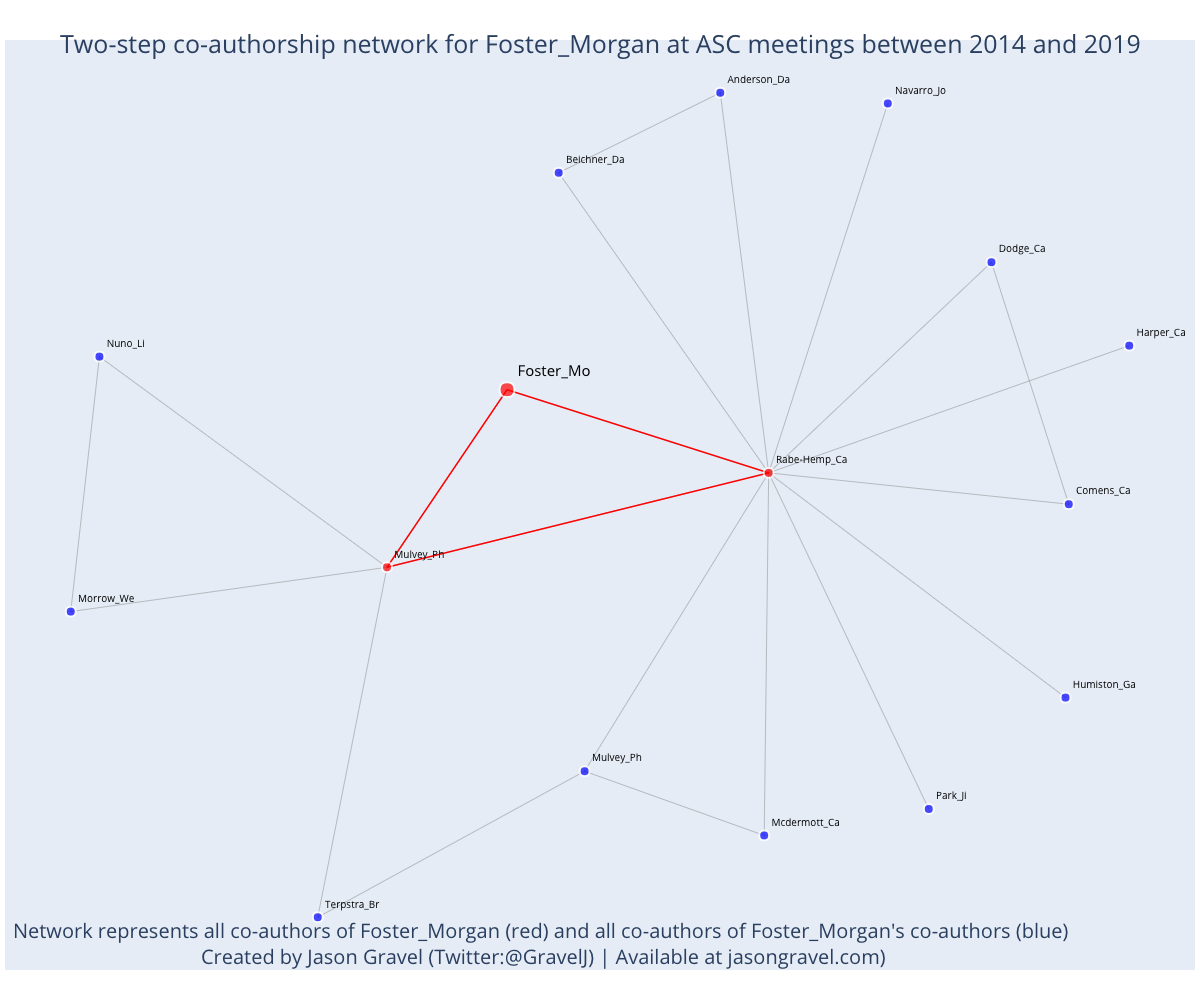 Two-step co-authorship network for Foster_Morgan at ASC meetings between 2014 and 2019
Anderson_Da
Navarro_Jo
Beichner_Da
Dodge_Ca
Harper_Ca
Nuno_Li
Foster_Mo
Rabe-Hemp_Ca
Comens_Ca
Mulvey_Ph
Morrow_We
Humiston_Ga
Mulvey_Ph
Park_Ji
Mcdermott_Ca
Terpstra_Br
Network represents all co-authors of Foster_Morgan (red) and all co-authors of Foster_Morgan's co-authors (blue)
Created by Jason Gravel (Twitter:@GravelJ) | Available at jasongravel.com)